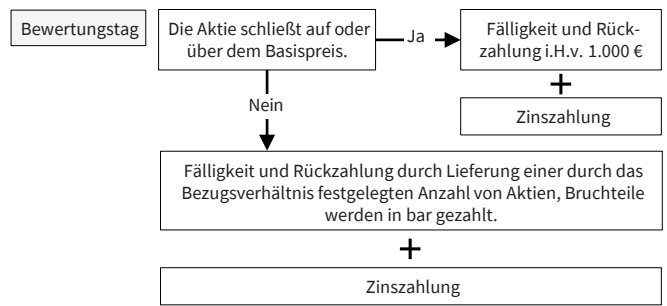 Bewertungstag
Die Aktie schließt auf oder
über dem Basispreis.
Ja
Fälligkeit und Rück-
zahlung i.H.v. 1.000 €
+
Zinszahlung
Nein
Fälligkeit und Rückzahlung durch Lieferung einer durch das
Bezugsverhältnis festgelegten Anzahl von Aktien, Bruchteile
werden in bar gezahlt.
+
Zinszahlung